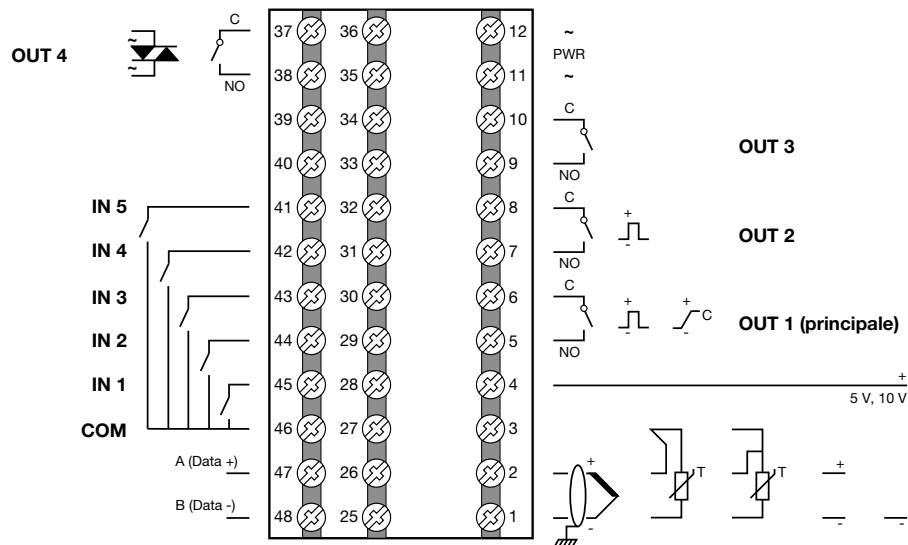 C
37 36 12 ~
OUT 4 ~ PWR
~ NO 38 35 11 ~
39 34 10 C
OUT 3
40 33 9 NO
IN 5 41 32 8 C
+
- OUT 2
IN 4 42 31 7 NO
IN 3 43 30 6 C
+ +
- - C OUT 1 (principale)
IN 2 44 29 5 NO
IN 1 45 28 4 +
5 V, 10 V
COM 46 27 3
A (Data +) 47 26 2 + T T +
B (Data -) 48 25 1 - - -